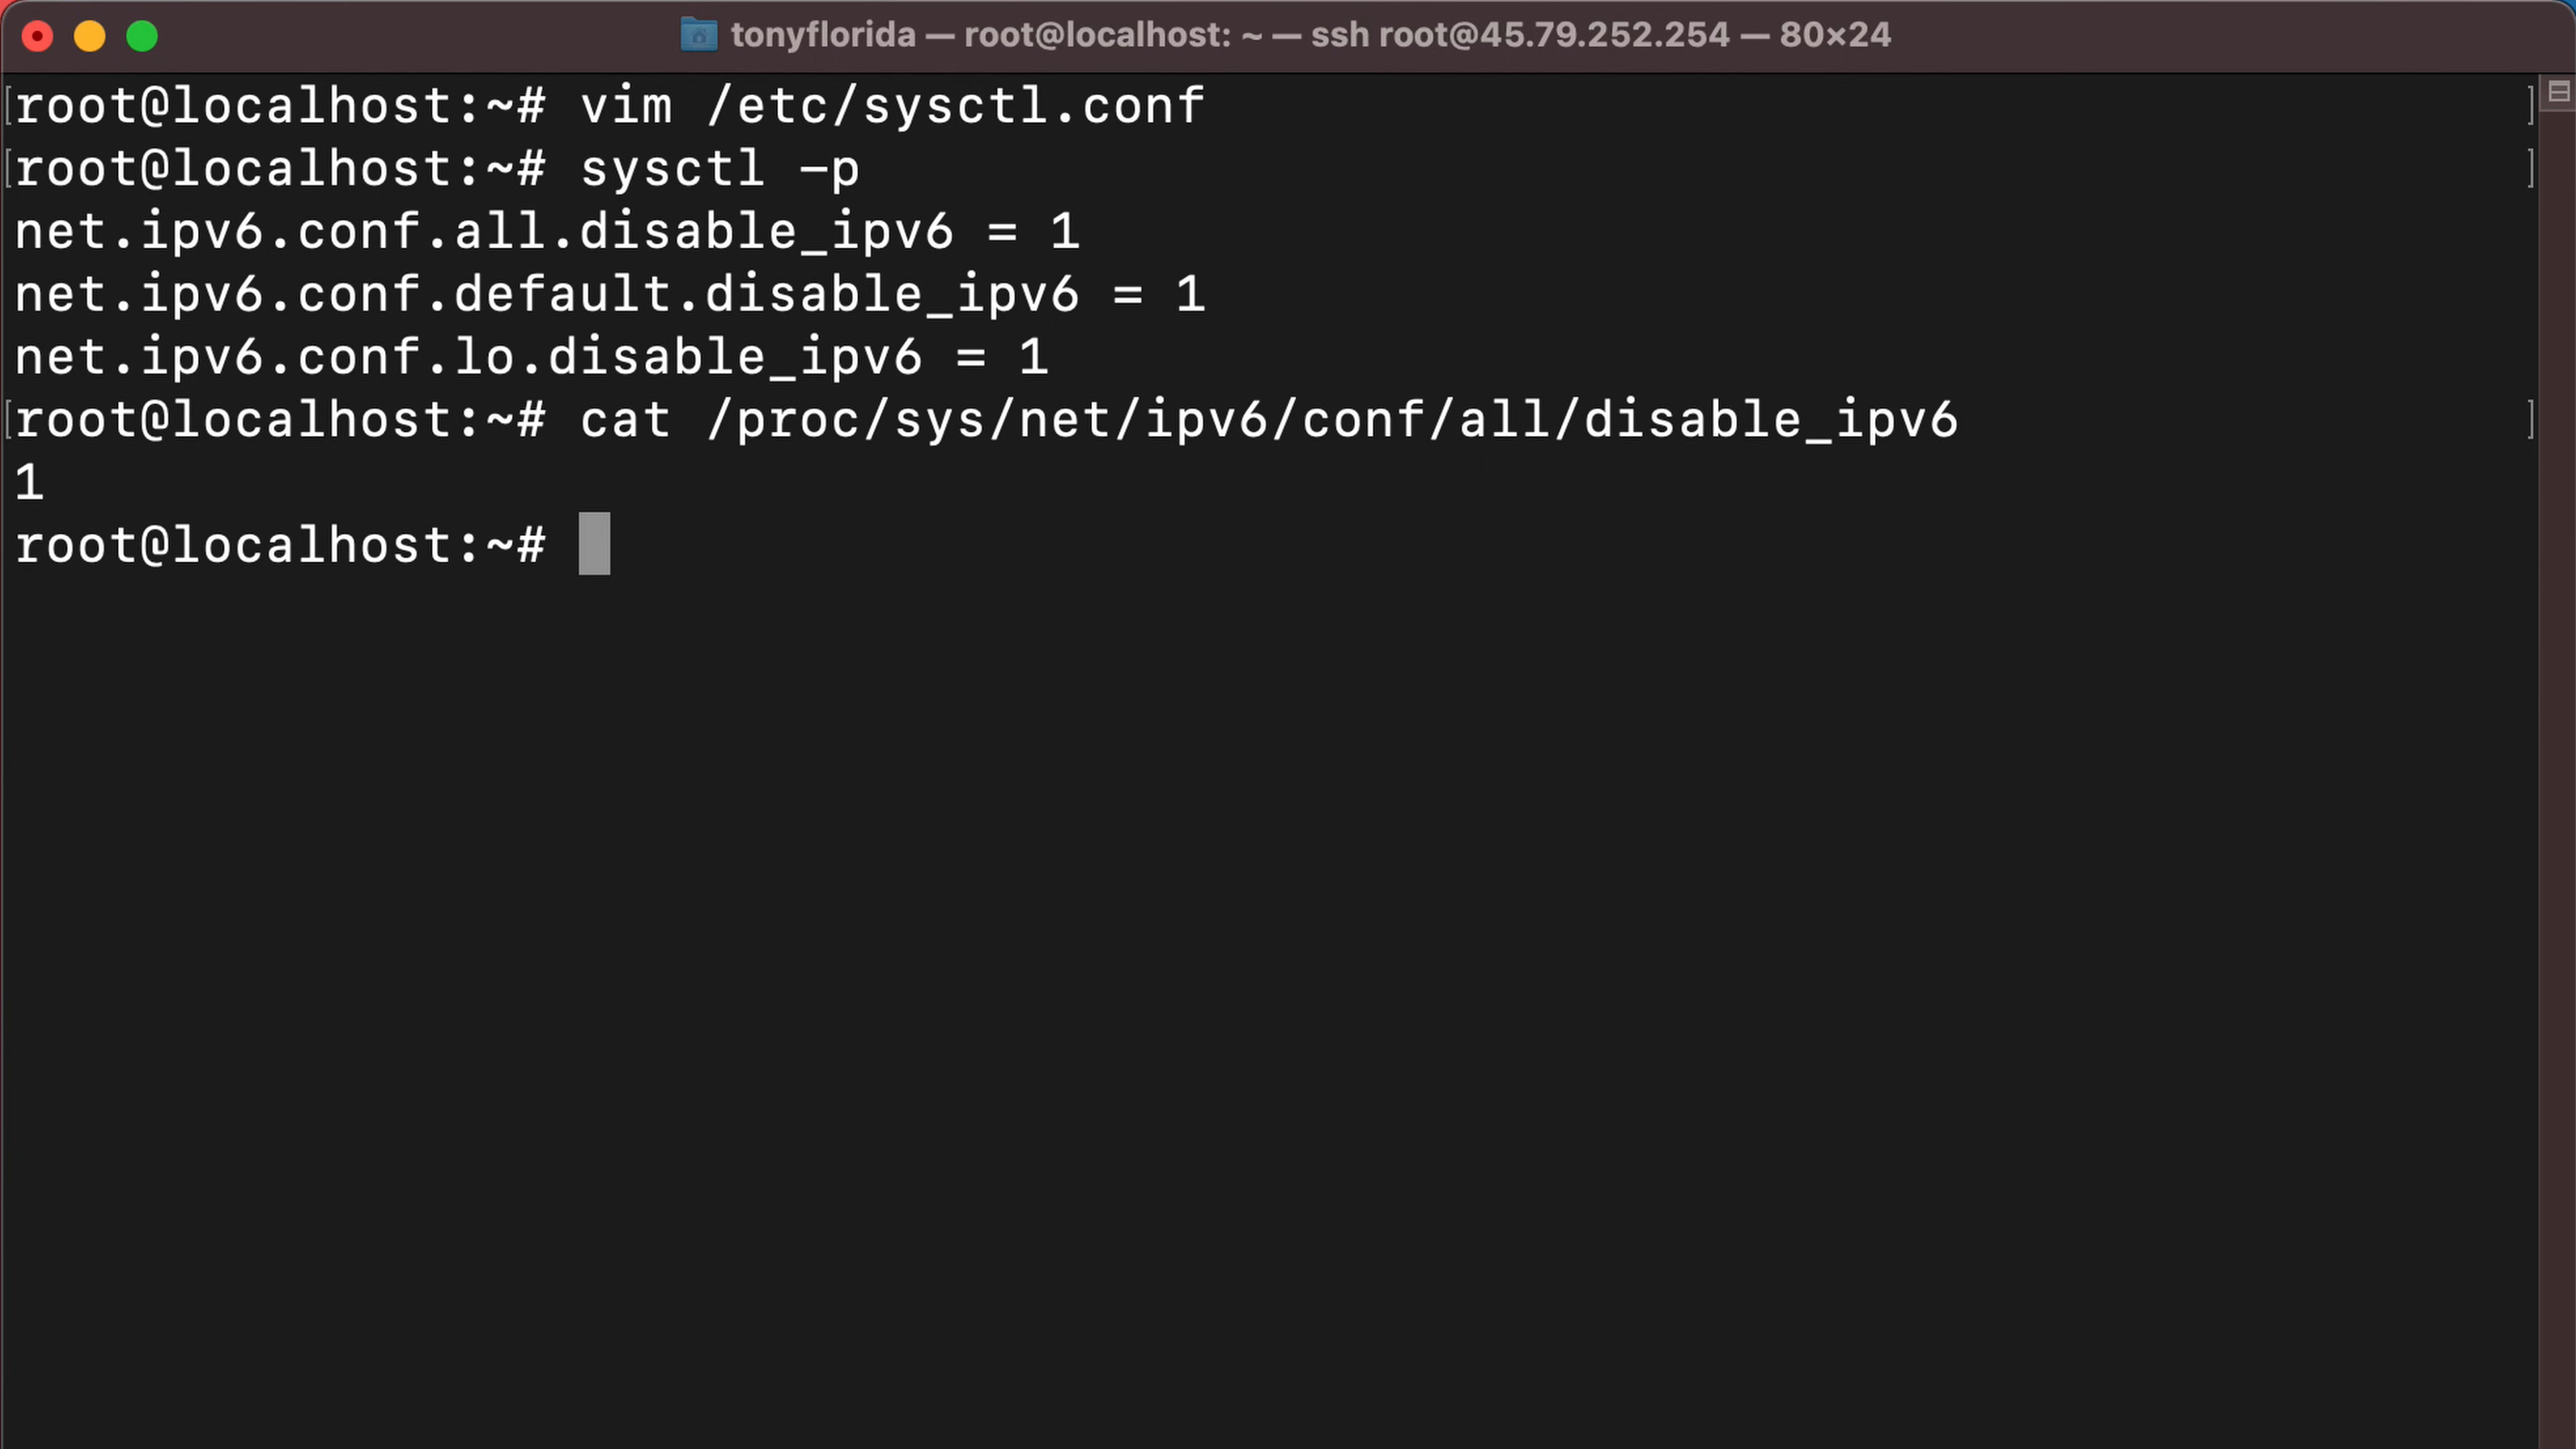 tonyflorida — root@localhost: ~ — ssh root@45.79.252.254 — 80×24
[root@localhost:~# vim /etc/sysctl.conf ]
[root@localhost:~# sysctl -p ]
net.ipv6.conf.all.disable_ipv6 = 1
net.ipv6.conf.default.disable_ipv6 = 1
net.ipv6.conf.lo.disable_ipv6 = 1
[root@localhost:~# cat /proc/sys/net/ipv6/conf/all/disable_ipv6 ]
1
root@localhost:~#